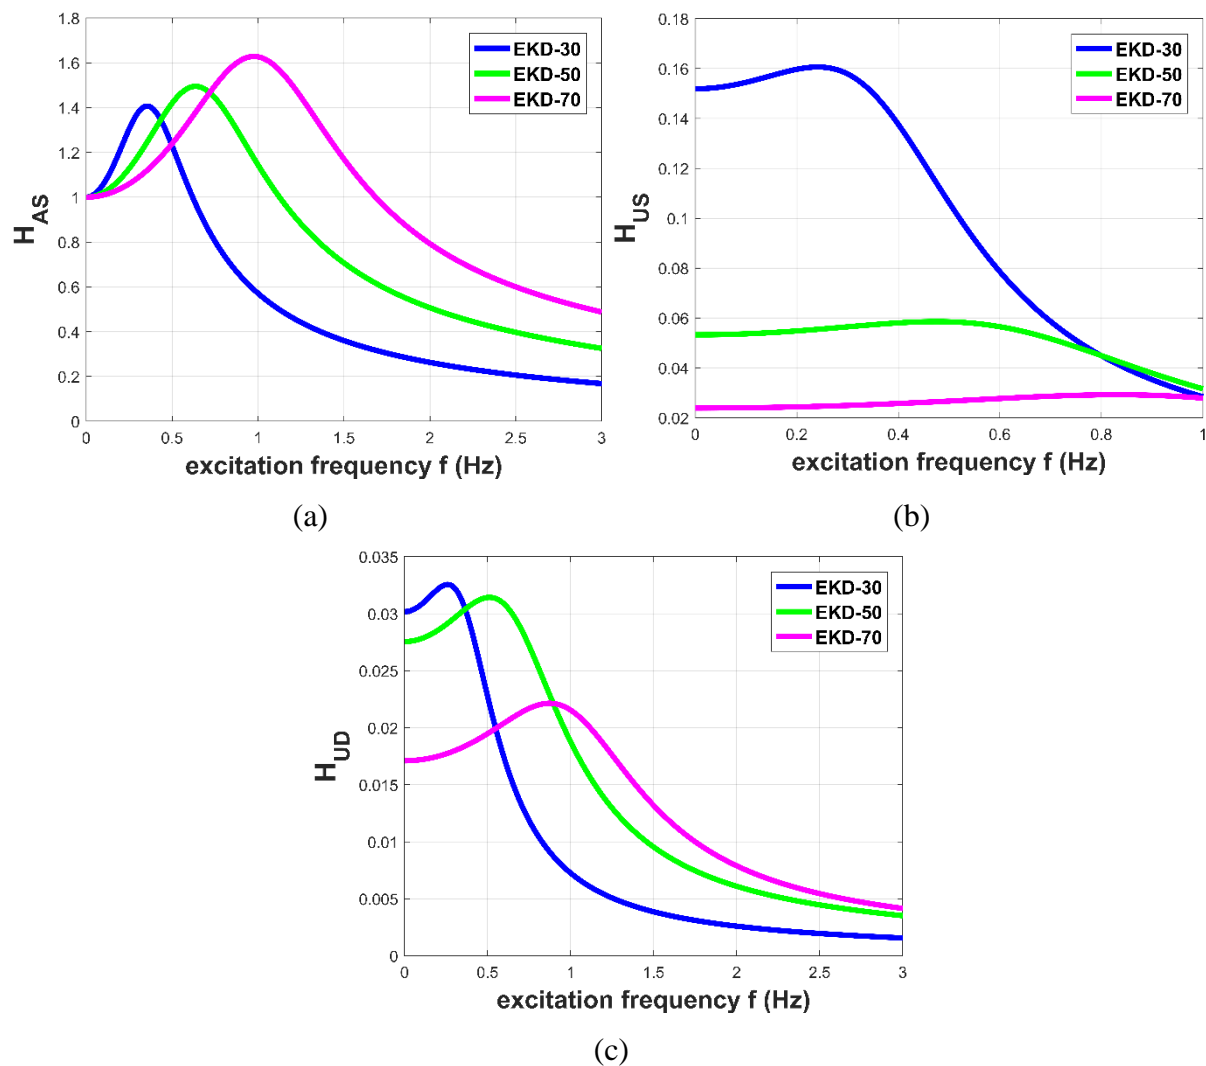 1.8
1.6
1.4
1.2
1
0.8
0.6
0.4
0.2
0
H_AS
0 0.5 1 1.5 2 2.5 3
excitation frequency f (Hz)
EKD-30
EKD-50
EKD-70
(a)
0.18
0.16
0.14
0.12
0.1
0.08
0.06
0.04
0.02
H_US
0 0.2 0.4 0.6 0.8 1
excitation frequency f (Hz)
EKD-30
EKD-50
EKD-70
(b)
0.035
0.03
0.025
0.02
0.015
0.01
0.005
0
H_UD
0 0.5 1 1.5 2 2.5 3
excitation frequency f (Hz)
EKD-30
EKD-50
EKD-70
(c)